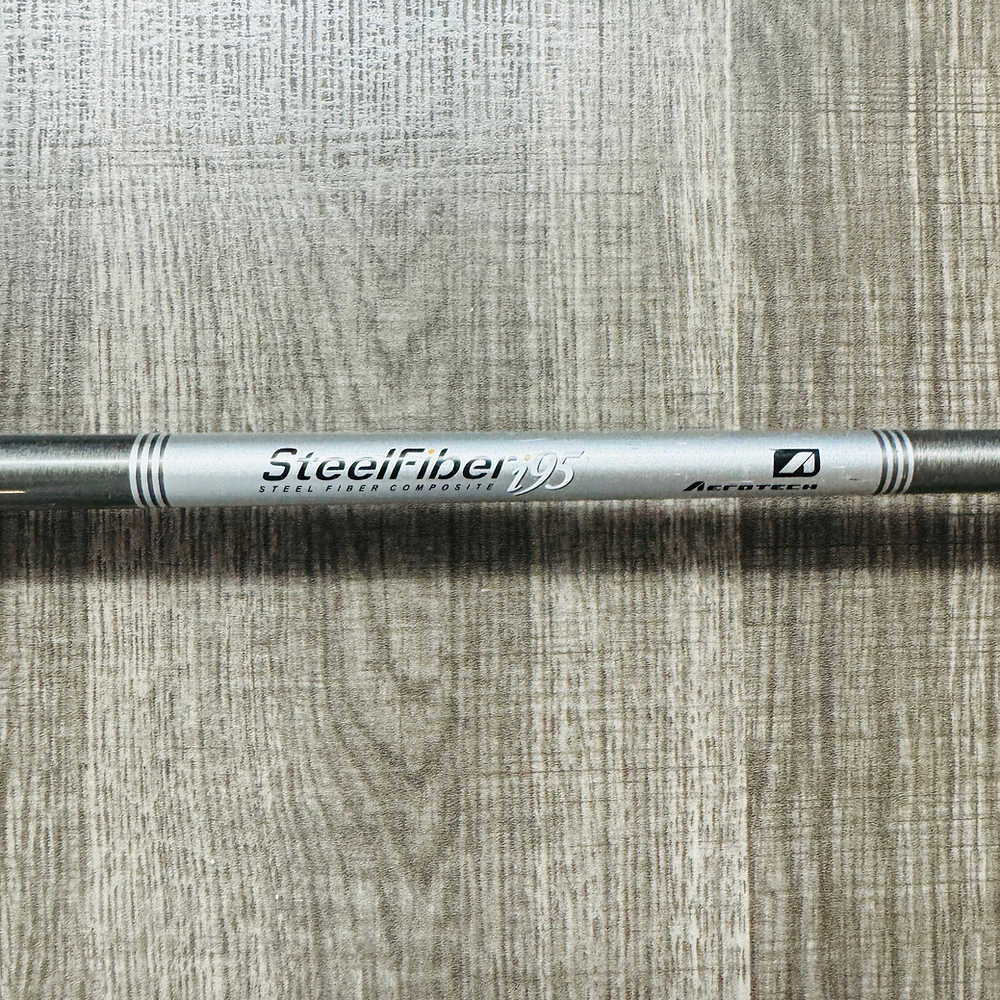 SteelFiber i95
STEEL FIBER COMPOSITE
AEROTECH